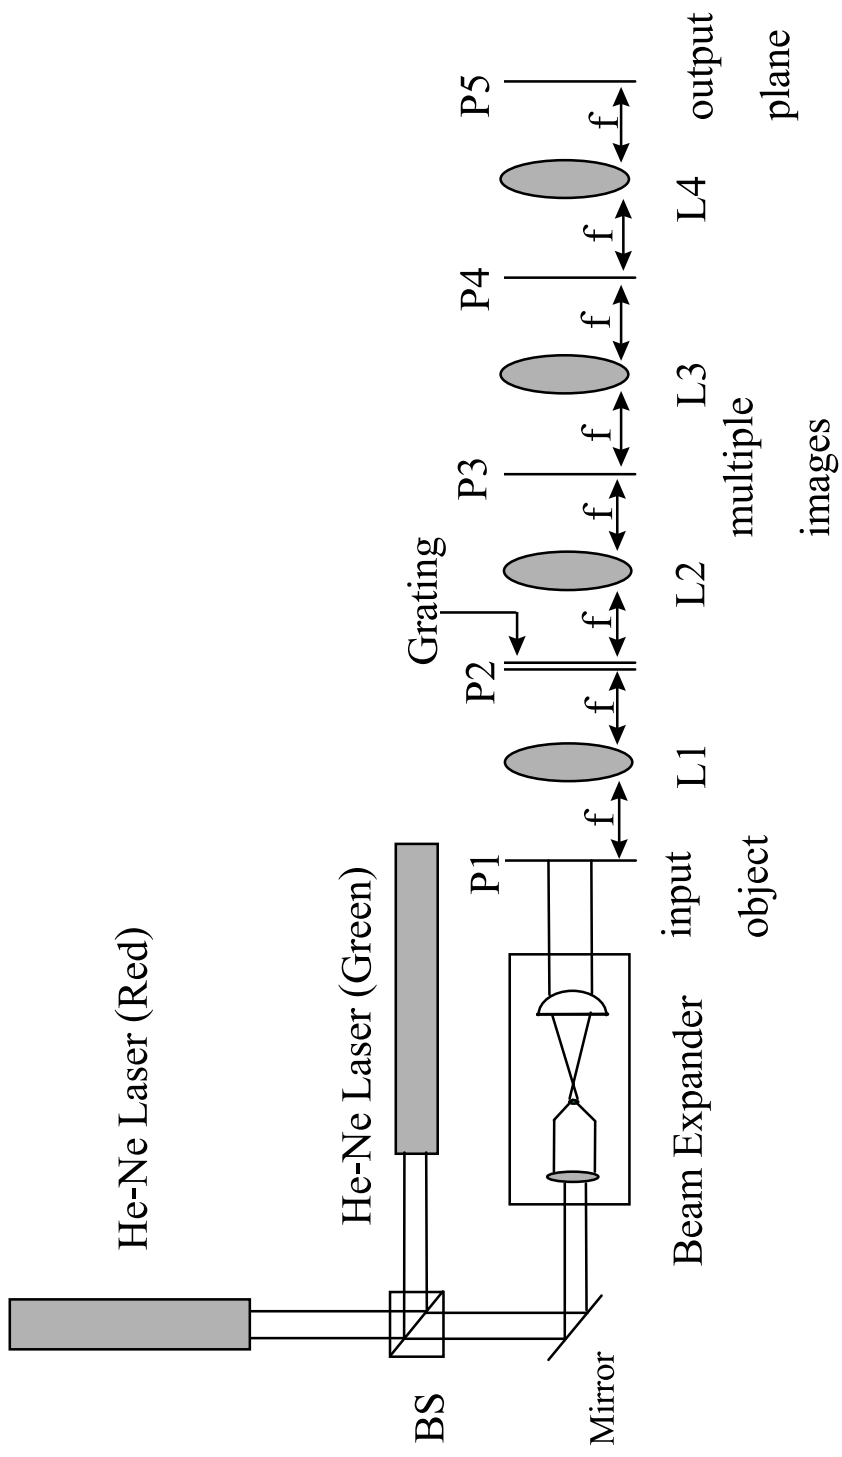 He-Ne Laser (Red)
He-Ne Laser (Green)
BS
Mirror
Beam Expander
P1
input
object
f
L1
f
P2
Grating
f
L2
f
P3
multiple
images
f
L3
f
P4
f
L4
f
P5
output
plane